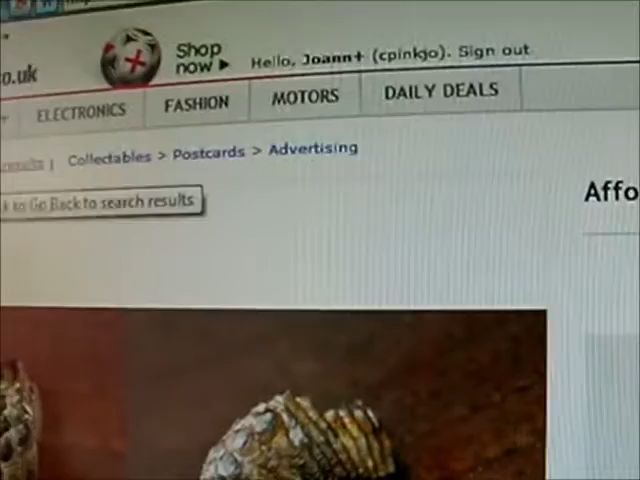 Shop
now
Hello, Joann+ (cpinkjo). Sign out
o.uk
ELECTRONICS
FASHION
MOTORS
DAILY DEALS
results | Collectables > Postcards > Advertising
k to Go Back to search results
Affo